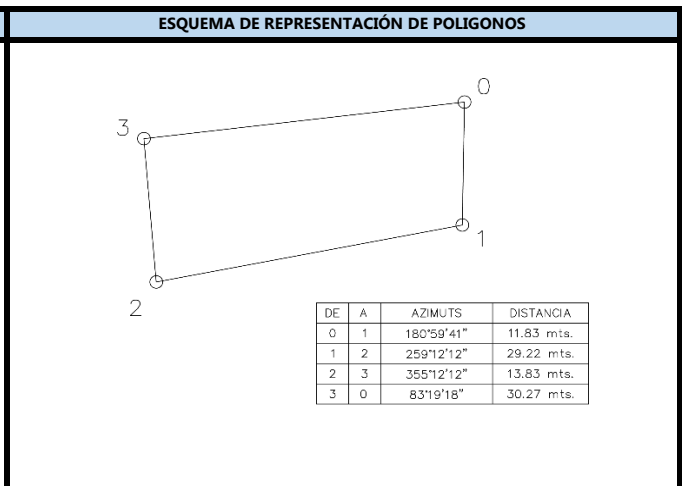 ESQUEMA DE REPRESENTACIÓN DE POLIGONOS
0
3
1
2
DE A AZIMUTS DISTANCIA
0 1 180°59'41" 11.83 mts.
1 2 259°12'12" 29.22 mts.
2 3 355°12'12" 13.83 mts.
3 0 83°19'18" 30.27 mts.